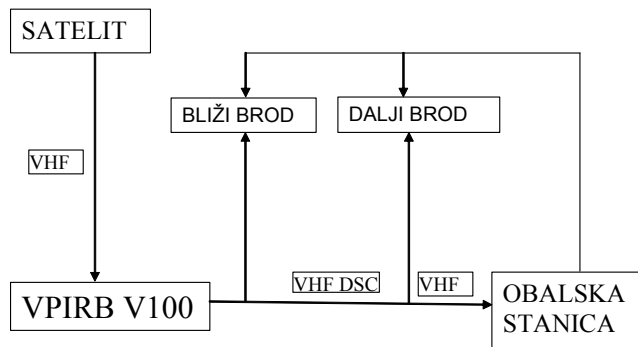 SATELIT
BLIŽI BROD
DALJI BROD
VHF
VHF DSC
VHF
VPIRB V100
OBALSKA
STANICA